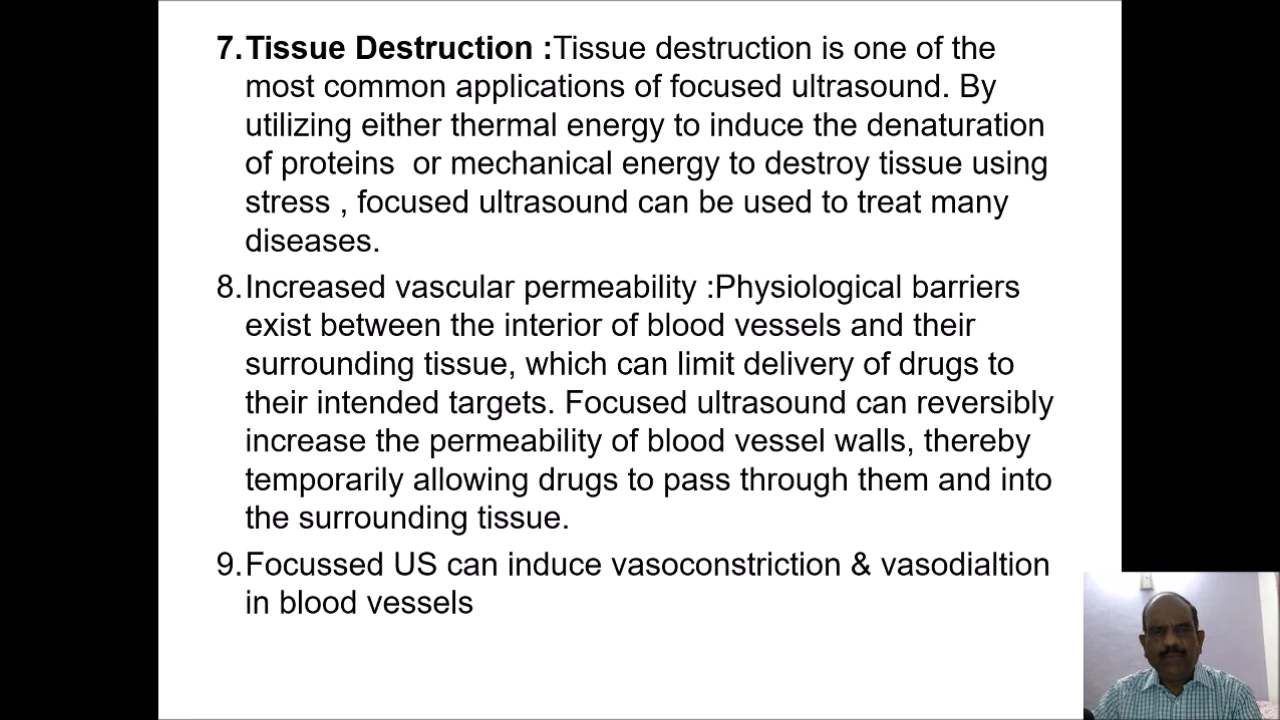 7. Tissue Destruction :Tissue destruction is one of the
most common applications of focused ultrasound. By
utilizing either thermal energy to induce the denaturation
of proteins  or mechanical energy to destroy tissue using
stress , focused ultrasound can be used to treat many
diseases.
8. Increased vascular permeability :Physiological barriers
exist between the interior of blood vessels and their
surrounding tissue, which can limit delivery of drugs to
their intended targets. Focused ultrasound can reversibly
increase the permeability of blood vessel walls, thereby
temporarily allowing drugs to pass through them and into
the surrounding tissue.
9. Focussed US can induce vasoconstriction & vasodialtion
in blood vessels